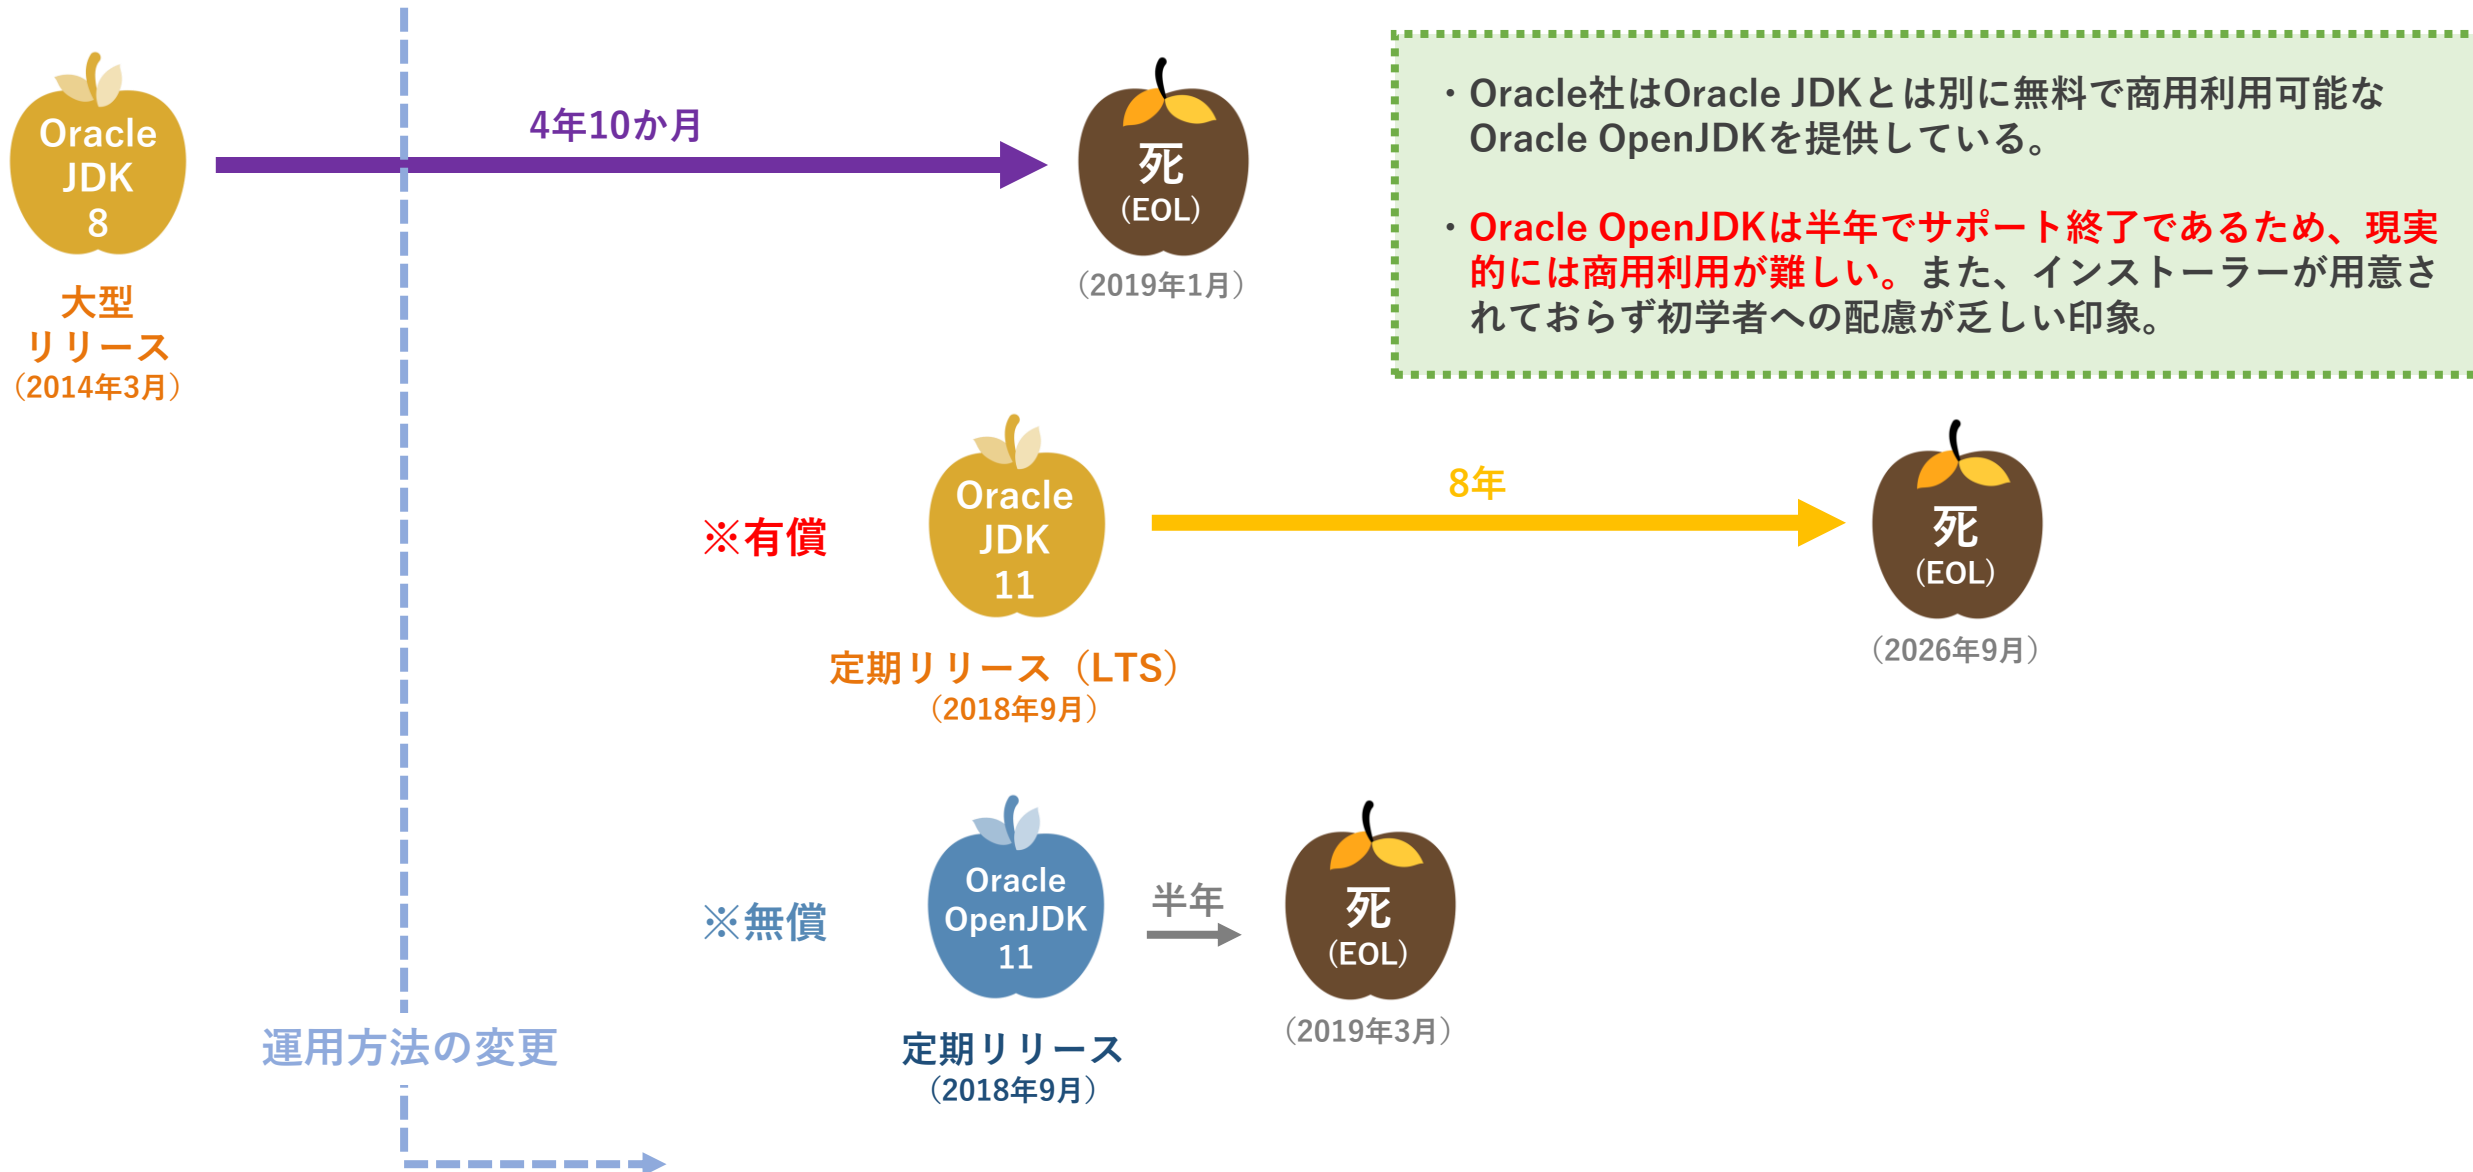 Oracle
JDK
8
大型
リリース
（2014年3月）
4年10か月
死
(EOL)
（2019年1月）
・Oracle社はOracle JDKとは別に無料で商用利用可能な
Oracle OpenJDKを提供している。
・Oracle OpenJDKは半年でサポート終了であるため、現実
的には商用利用が難しい。また、インストーラーが用意さ
れておらず初学者への配慮が乏しい印象。
※有償
Oracle
JDK
11
定期リリース（LTS）
（2018年9月）
8年
死
(EOL)
（2026年9月）
※無償
Oracle
OpenJDK
11
定期リリース
（2018年9月）
半年
死
(EOL)
（2019年3月）
運用方法の変更